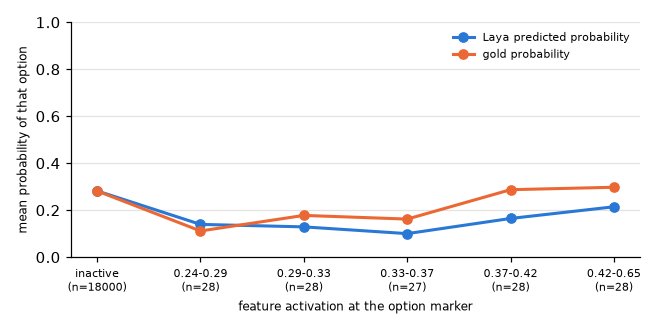 Laya predicted probability
gold probability
mean probability of that option
1.0
0.8
0.6
0.4
0.2
0.0
inactive
(n=18000)
0.24-0.29
(n=28)
0.29-0.33
(n=28)
0.33-0.37
(n=27)
0.37-0.42
(n=28)
0.42-0.65
(n=28)
feature activation at the option marker